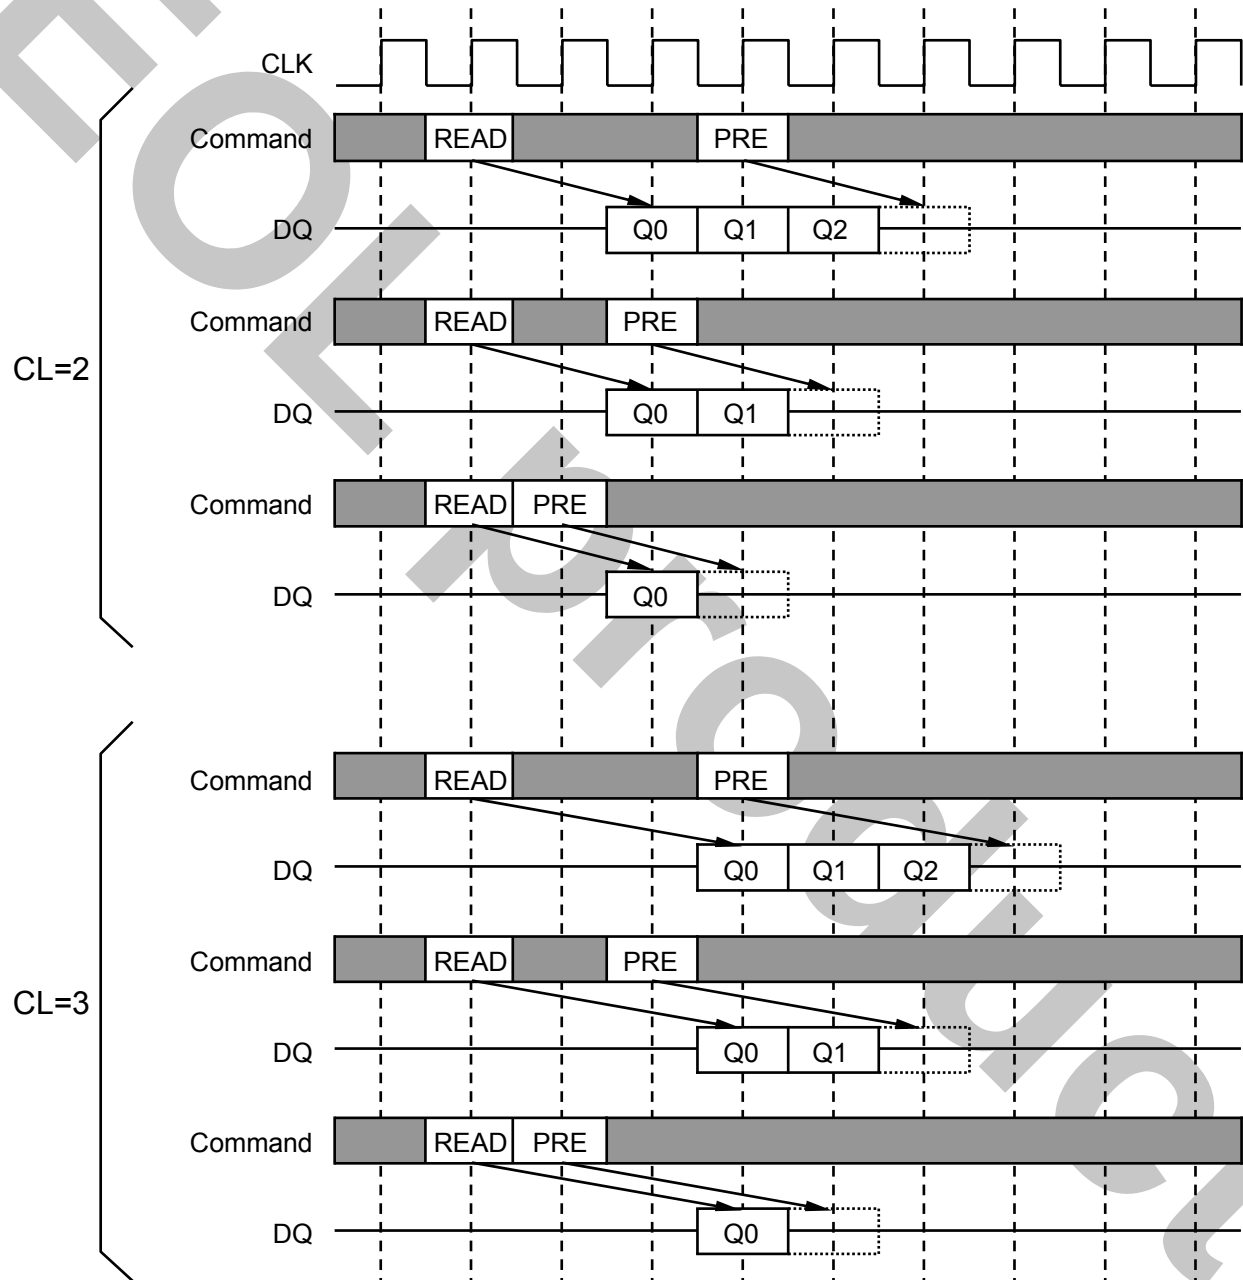 CLK
Command READ PRE
DQ Q0 Q1 Q2
Command READ PRE
CL=2
DQ Q0 Q1
Command READ PRE
DQ Q0
Command READ PRE
DQ Q0 Q1 Q2
Command READ PRE
CL=3
DQ Q0 Q1
Command READ PRE
DQ Q0
OL product